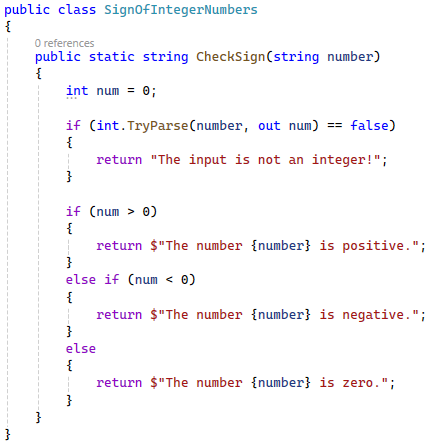 public class SignOfIntegerNumbers
{
0 references
public static string CheckSign(string number)
{
int num = 0;
if (int.TryParse(number, out num) == false)
{
return "The input is not an integer!";
}
if (num > 0)
{
return $"The number {number} is positive.";
}
else if (num < 0)
{
return $"The number {number} is negative.";
}
else
{
return $"The number {number} is zero.";
}
}
}